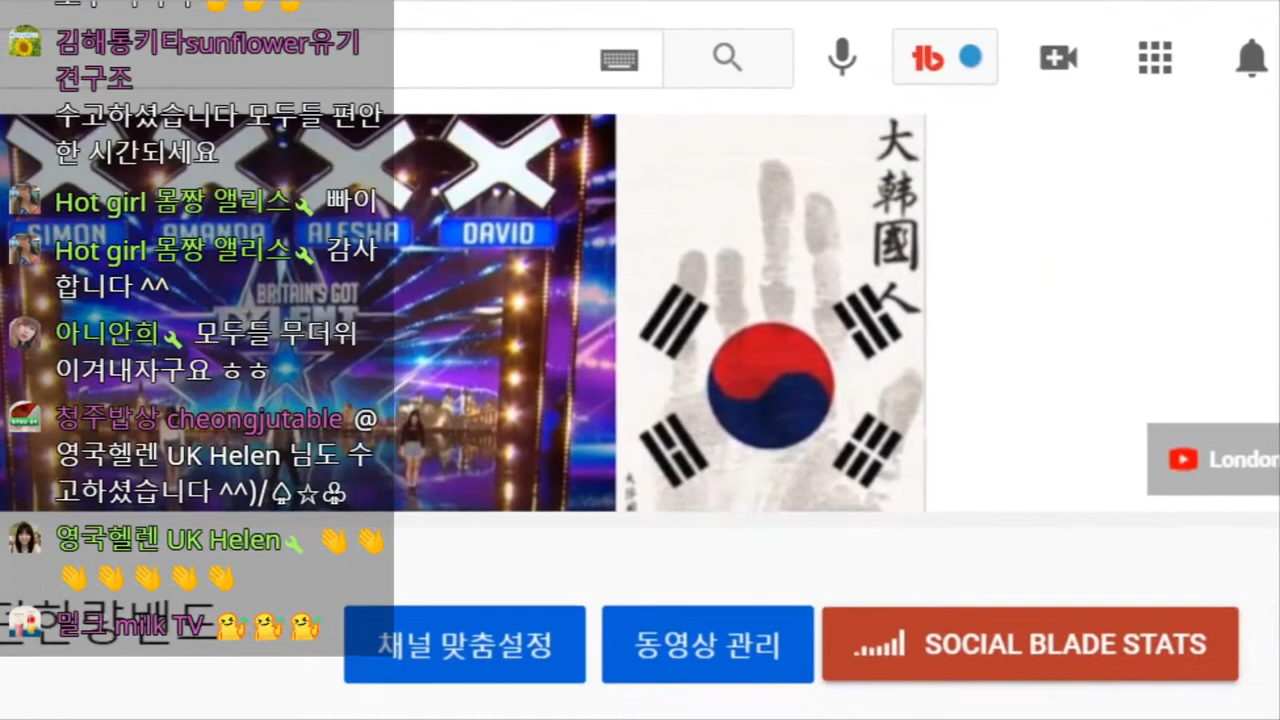 김해통키타sunflower유기
견구조
수고하셨습니다 모두들 편안
한 시간되세요
Hot girl 몸짱 앨리스 빠이
Hot girl 몸짱 앨리스 감사
합니다 ^^
아니안희 모두들 무더위
이겨내자구요 ㅎㅎ
청주밥상 cheongjutable @
영국헬렌 UK Helen 님도 수
고하셨습니다 ^^)/♤☆♧
영국헬렌 UK Helen 👏👏
👏👏👏👏👏
밀크 milk TV
SIMON AMANDA ALESHA DAVID
BRITAIN'S GOT
TALENT
大韩國人
tb
London
채널 맞춤설정
동영상 관리
SOCIAL BLADE STATS